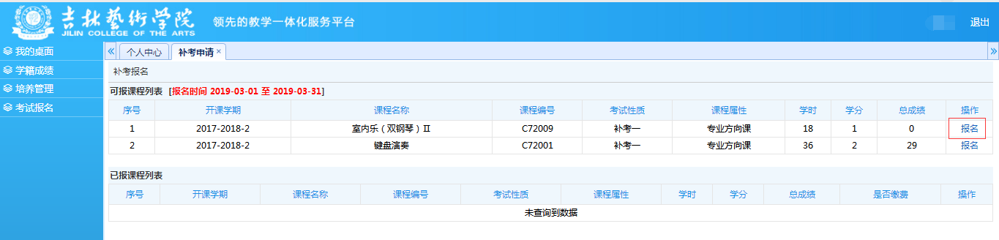 吉林藝術學院 领先的教学一体化服务平台 退出
JILIN COLLEGE OF THE ARTS
我的桌面
学籍成绩
培养管理
考试报名
个人中心 补考申请
补考报名
可报课程列表 [报名时间 2019-03-01 至 2019-03-31]
序号 开课学期 课程名称 课程编号 考试性质 课程属性 学时 学分 总成绩 操作
1 2017-2018-2 室内乐（双钢琴）II C72009 补考一 专业方向课 18 1 0 报名
2 2017-2018-2 键盘演奏 C72001 补考一 专业方向课 36 2 29 报名
已报课程列表
序号 开课学期 课程名称 课程编号 考试性质 课程属性 学时 学分 总成绩 是否缴费 操作
未查询到数据